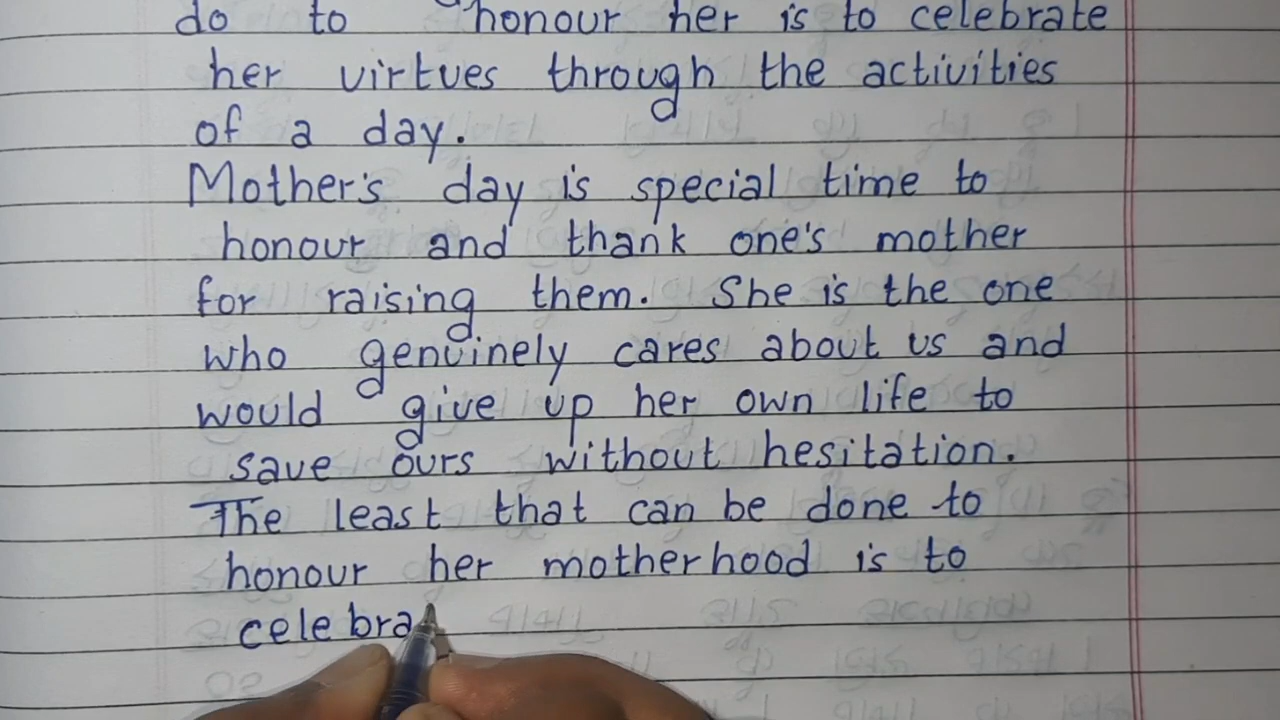 do to honour her is to celebrate
her virtues through the activities
of a day.
Mother's day is special time to
honour and thank one's mother
for raising them. She is the one
who genuinely cares about us and
would give up her own life to
save ours without hesitation.
The least that can be done to
honour her motherhood is to
celebra